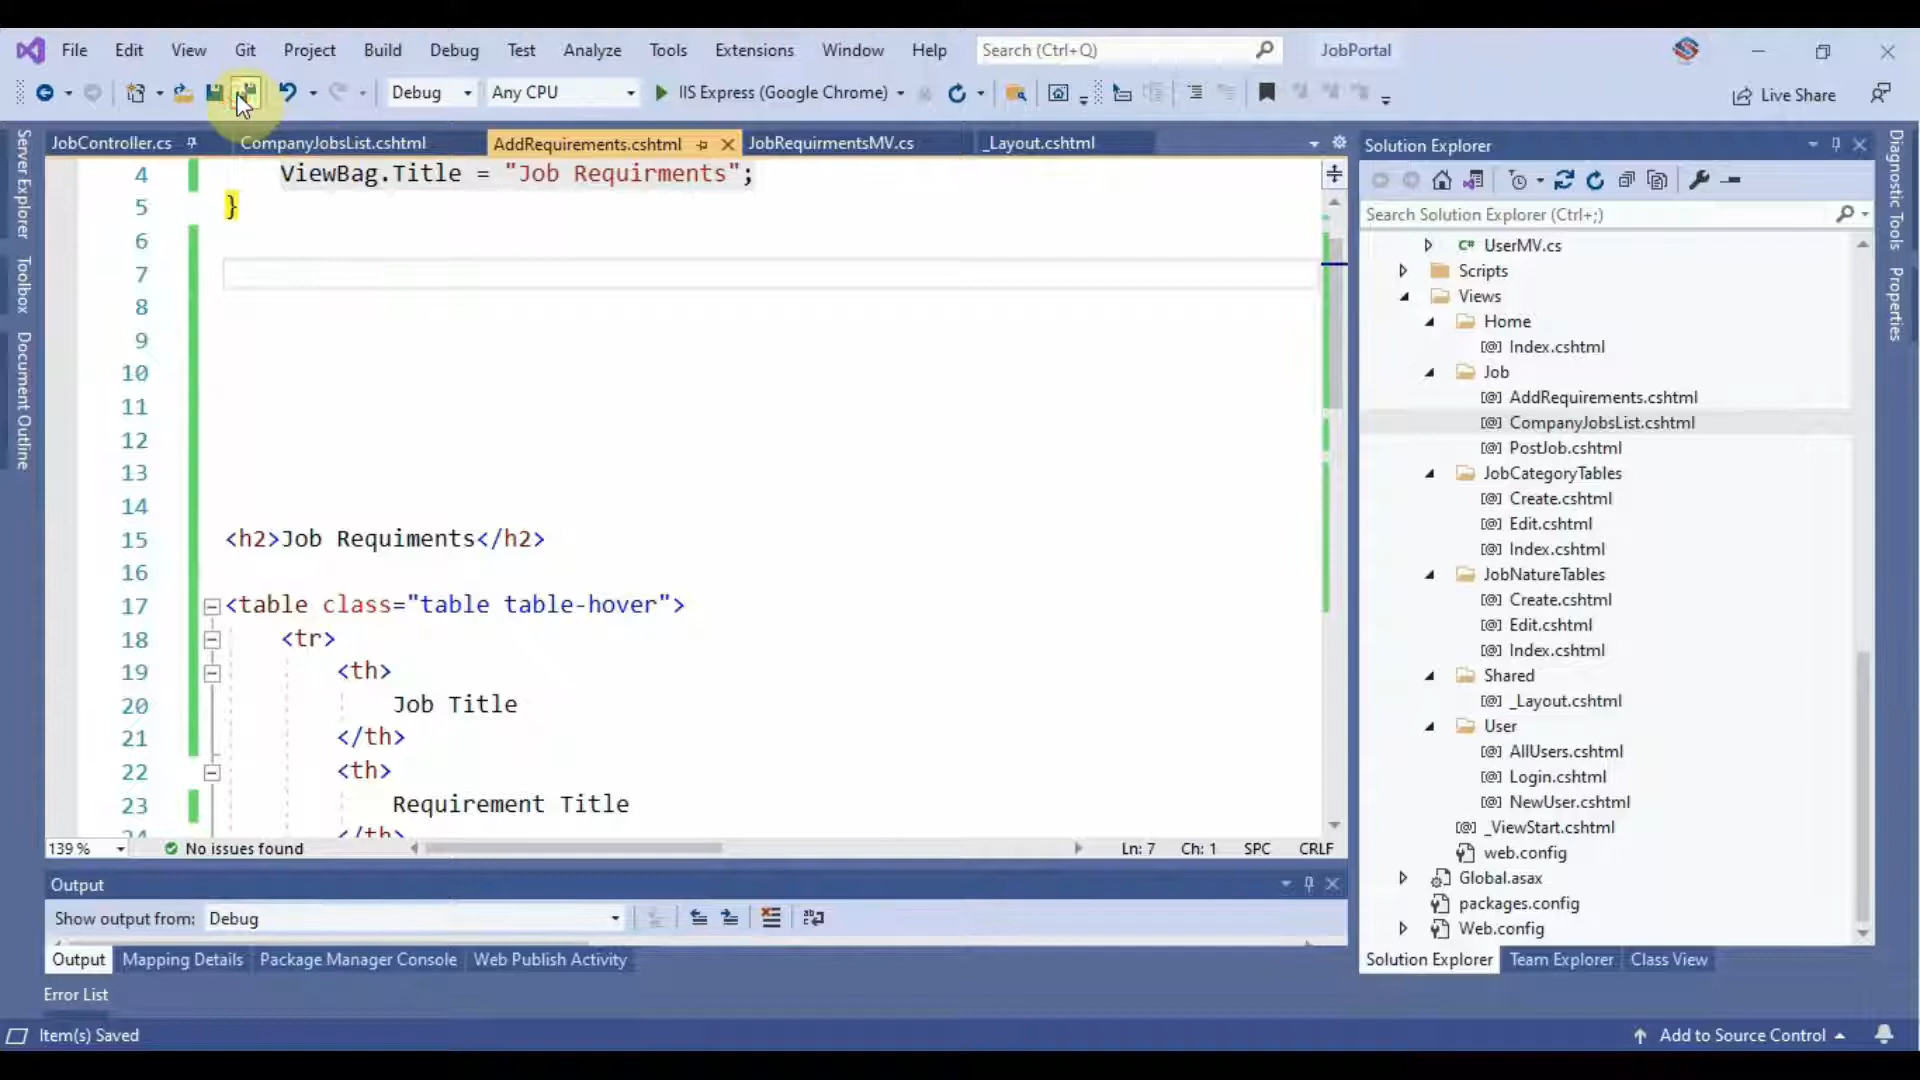 File Edit View Git Project Build Debug Test Analyze Tools Extensions Window Help Search (Ctrl+Q) JobPortal
Debug Any CPU IIS Express (Google Chrome) Live Share
JobController.cs CompanyJobsList.cshtml AddRequirements.cshtml JobRequirmentsMV.cs _Layout.cshtml
Server Explorer
Toolbox
Document Outline
4 ViewBag.Title = "Job Requirments";
5 }
6
7
8
9
10
11
12
13
14
15 <h2>Job Requiments</h2>
16
17 <table class="table table-hover">
18 <tr>
19 <th>
20 Job Title
21 </th>
22 <th>
23 Requirement Title
24 </th>
139 % No issues found Ln: 7 Ch: 1 SPC CRLF
Output
Show output from: Debug
Output Mapping Details Package Manager Console Web Publish Activity
Error List
Item(s) Saved Add to Source Control
Solution Explorer
Search Solution Explorer (Ctrl+;)
C# UserMV.cs
Scripts
Views
Home
[@] Index.cshtml
Job
[@] AddRequirements.cshtml
[@] CompanyJobsList.cshtml
[@] PostJob.cshtml
JobCategoryTables
[@] Create.cshtml
[@] Edit.cshtml
[@] Index.cshtml
JobNatureTables
[@] Create.cshtml
[@] Edit.cshtml
[@] Index.cshtml
Shared
[@] _Layout.cshtml
User
[@] AllUsers.cshtml
[@] Login.cshtml
[@] NewUser.cshtml
[@] _ViewStart.cshtml
web.config
Global.asax
packages.config
Web.config
Solution Explorer Team Explorer Class View
Diagnostic Tools
Properties